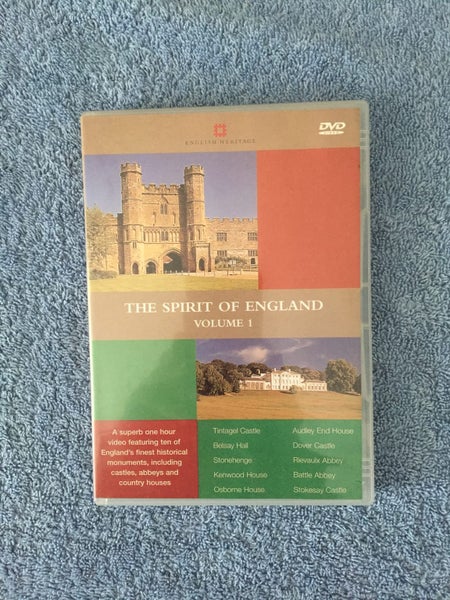 ENGLISH HERITAGE
DVD
VIDEO
THE SPIRIT OF ENGLAND
VOLUME 1
A superb one hour
video featuring ten of
England's finest historical
monuments, including
castles, abbeys and
country houses
Tintagel Castle
Belsay Hall
Stonehenge
Kenwood House
Osborne House
Audley End House
Dover Castle
Rievaulx Abbey
Battle Abbey
Stokesay Castle